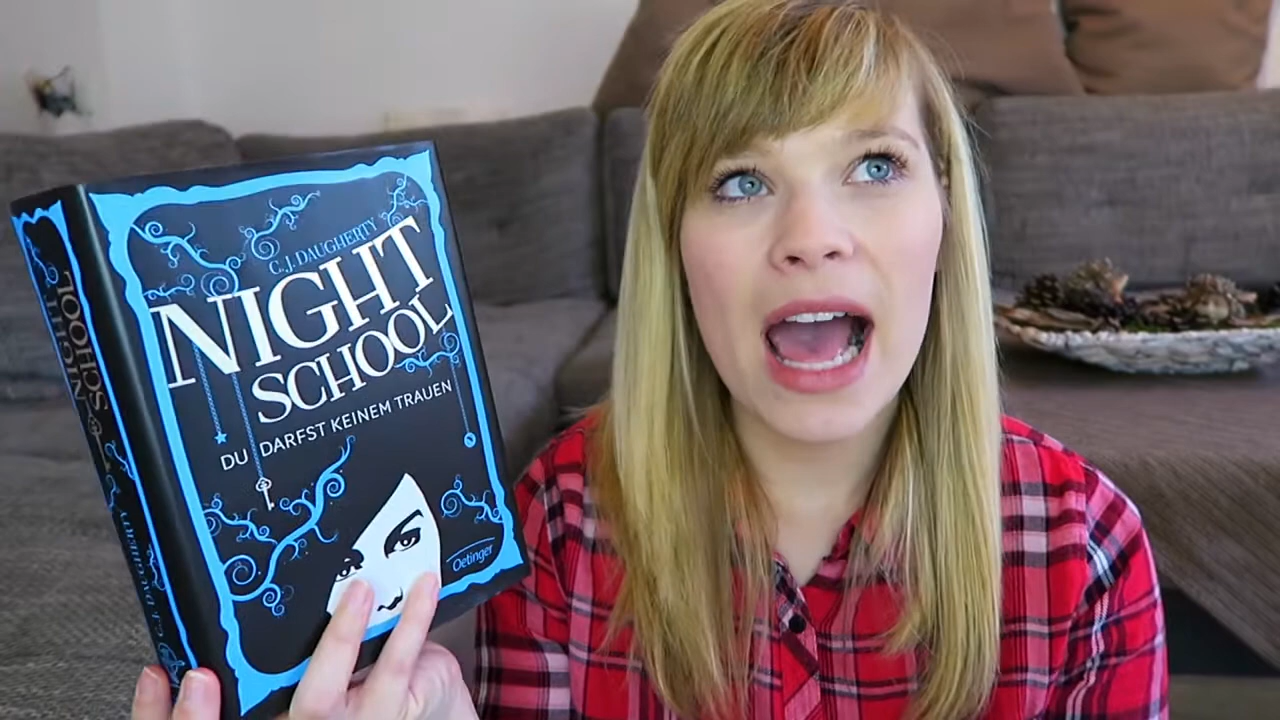 C.J. DAUGHERTY
NIGHT
SCHOOL
DU DARFST KEINEM TRAUEN
Oetinger
NIGHT
SCHOOL
C.J. DAUGHERTY